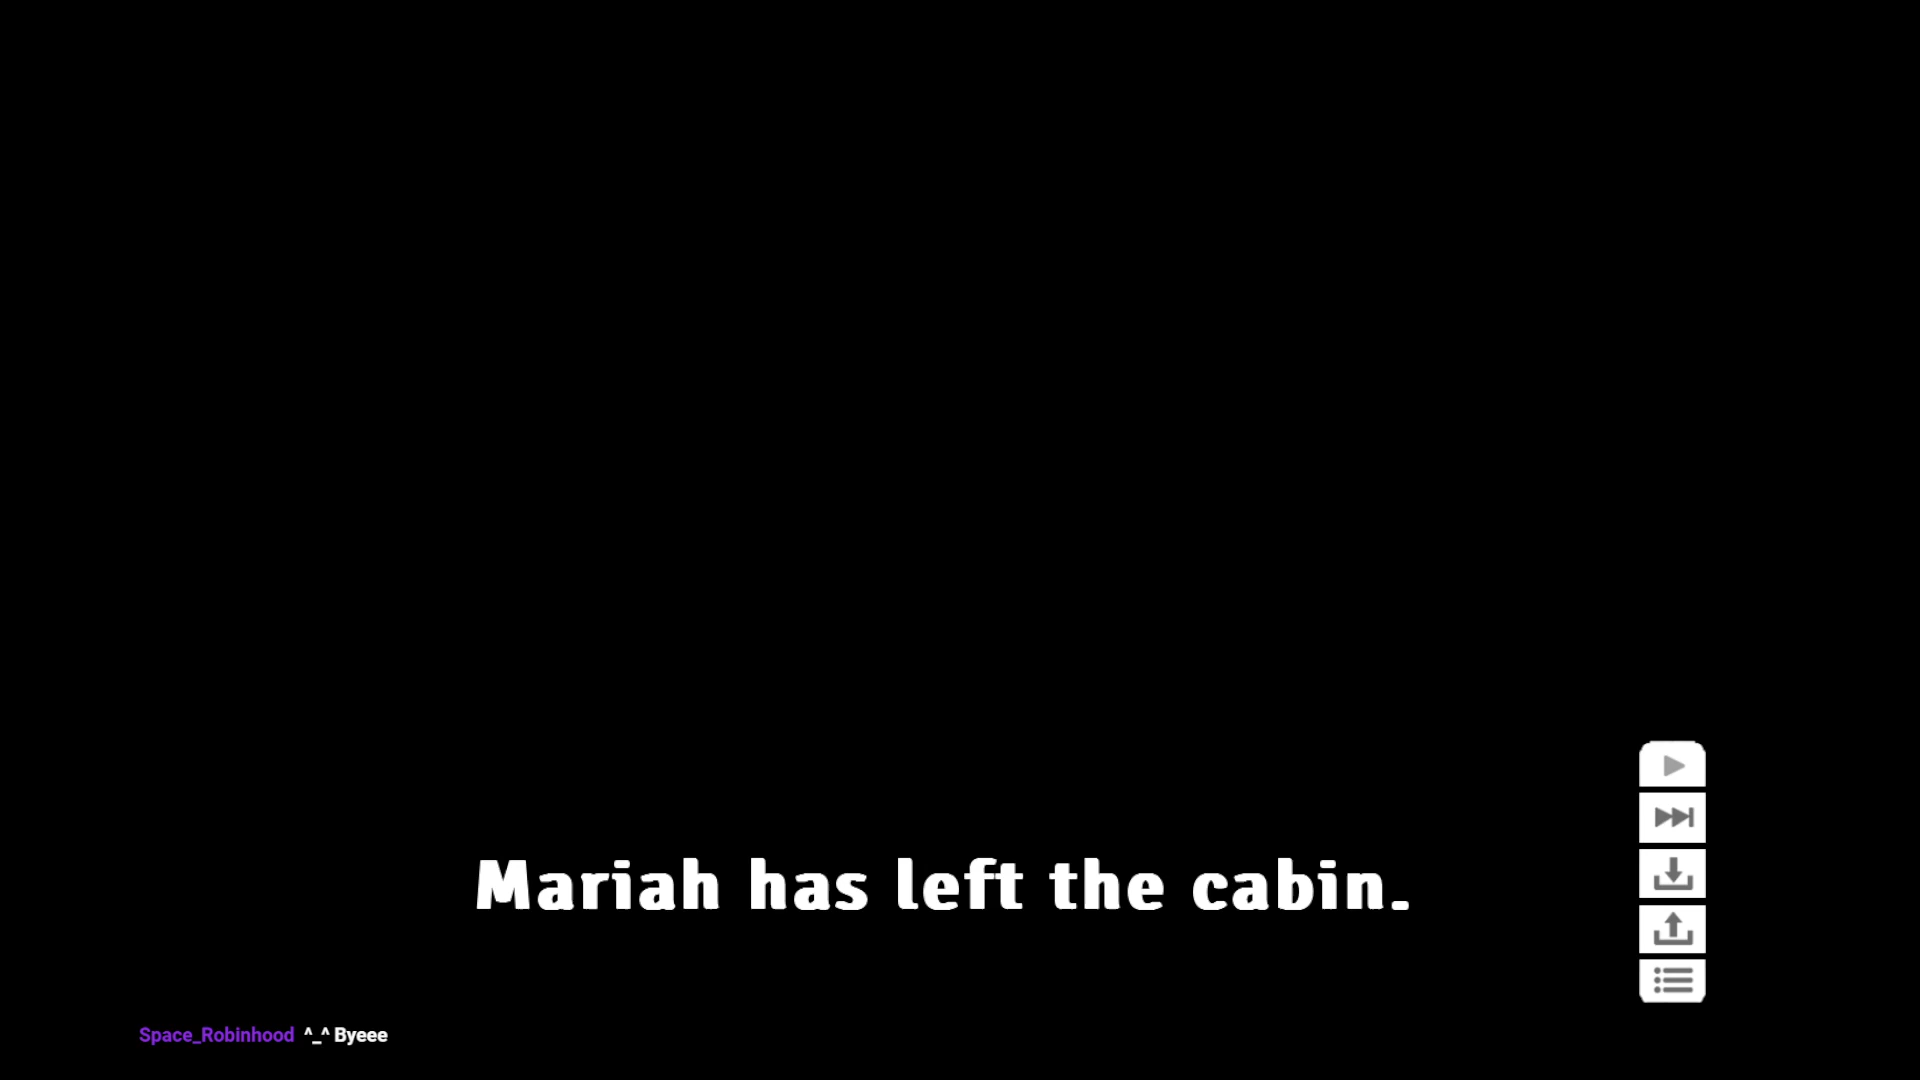 Mariah has left the cabin.
Space_Robinhood ^_^ Byeee